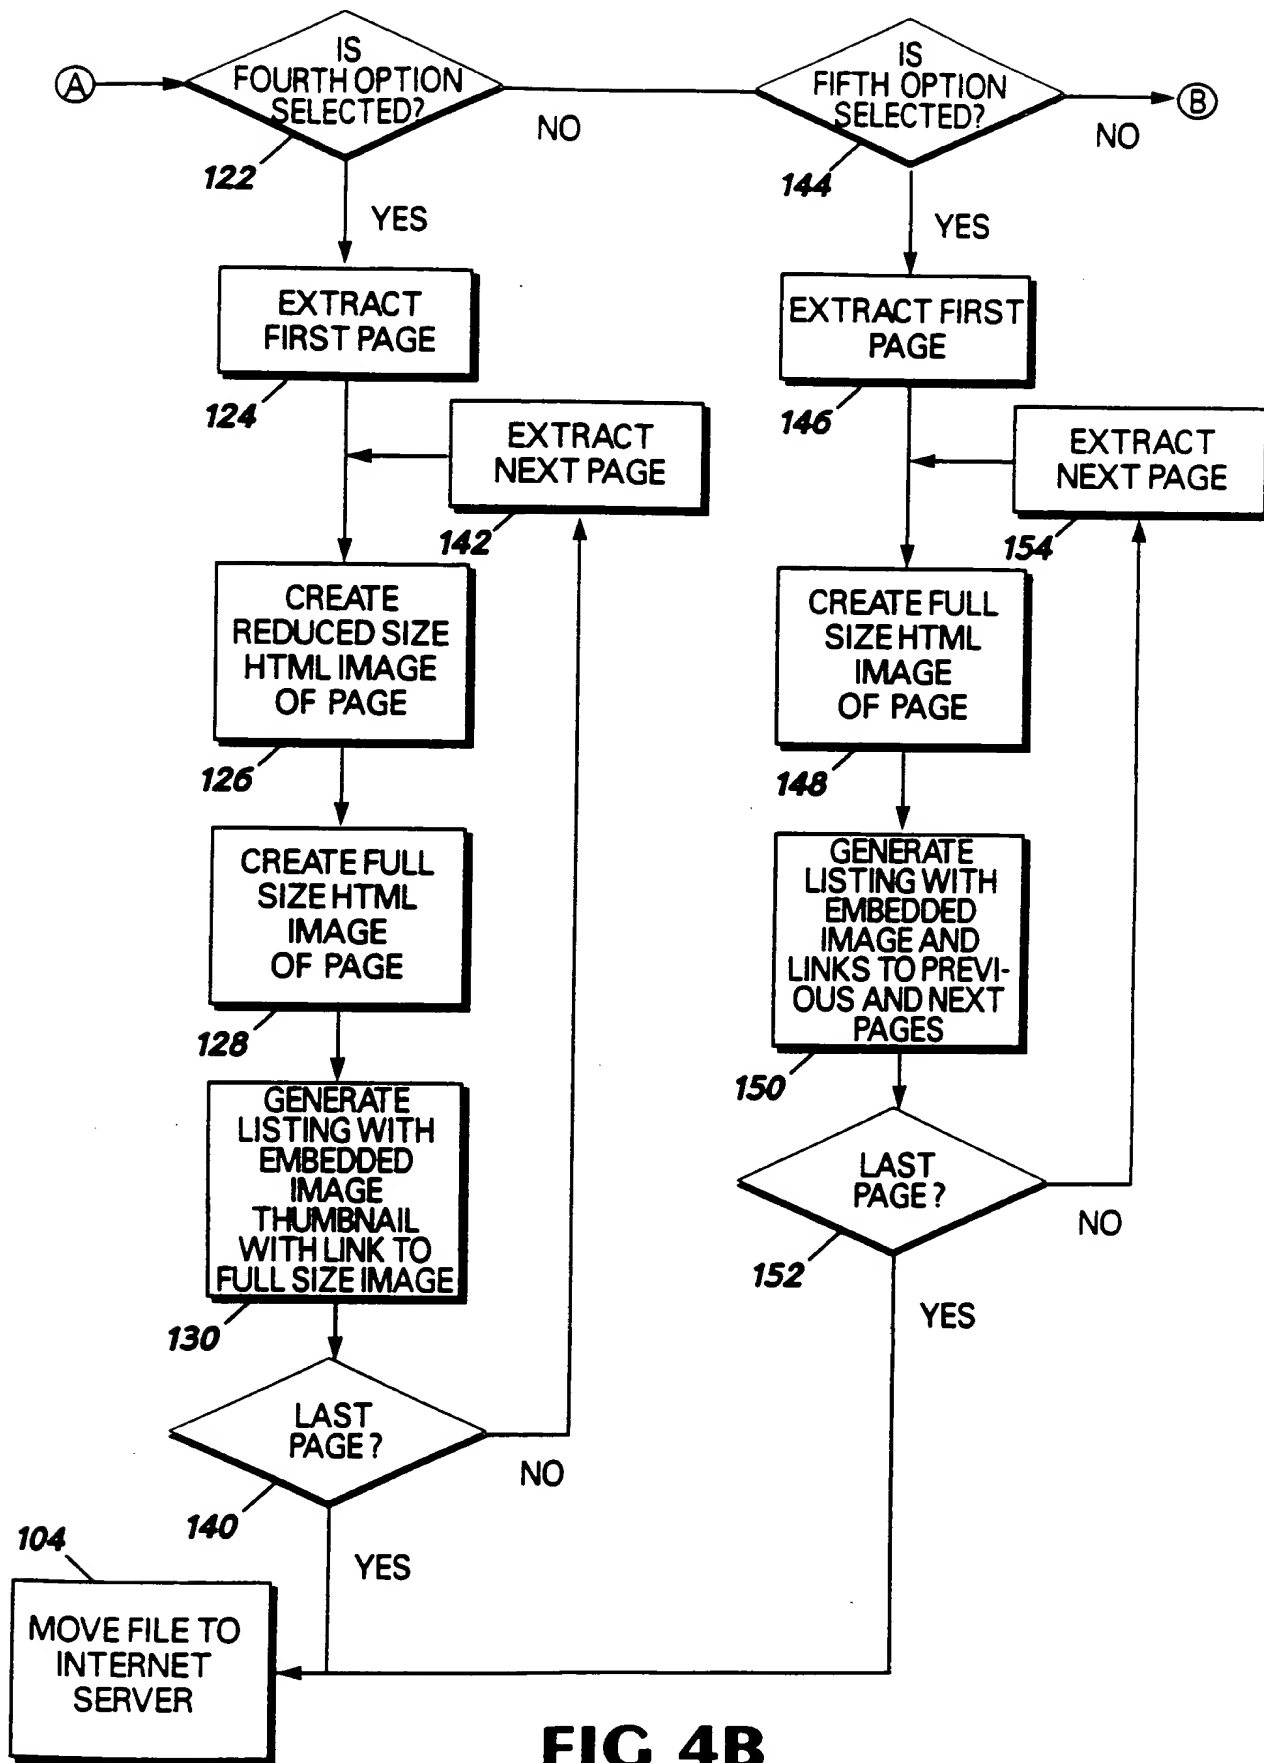 A
IS
FOURTH OPTION
SELECTED?
122
NO
YES
IS
FIFTH OPTION
SELECTED?
144
NO
B
YES
EXTRACT
FIRST PAGE
124
EXTRACT
NEXT PAGE
142
CREATE
REDUCED SIZE
HTML IMAGE
OF PAGE
126
CREATE FULL
SIZE HTML
IMAGE
OF PAGE
128
GENERATE
LISTING WITH
EMBEDDED
IMAGE
THUMBNAIL
WITH LINK TO
FULL SIZE IMAGE
130
LAST
PAGE?
140
NO
YES
104
MOVE FILE TO
INTERNET
SERVER
EXTRACT FIRST
PAGE
146
EXTRACT
NEXT PAGE
154
CREATE FULL
SIZE HTML
IMAGE
OF PAGE
148
GENERATE
LISTING WITH
EMBEDDED
IMAGE AND
LINKS TO PREVI-
OUS AND NEXT
PAGES
150
LAST
PAGE?
152
NO
YES
FIG 4B